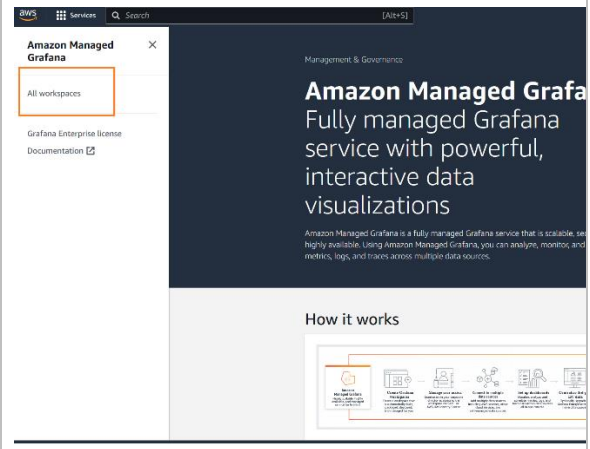 aws
Services
Search
[Alt+S]
Amazon Managed
Grafana
All workspaces
Grafana Enterprise license
Documentation
Management & Governance
Amazon Managed Grafa
Fully managed Grafana
service with powerful,
interactive data
visualizations
Amazon Managed Grafana is a fully managed Grafana service that is scalable, se
highly available. Using Amazon Managed Grafana, you can analyze, monitor, and
metrics, logs, and traces across multiple data sources.
How it works
Amazon
Managed Grafana